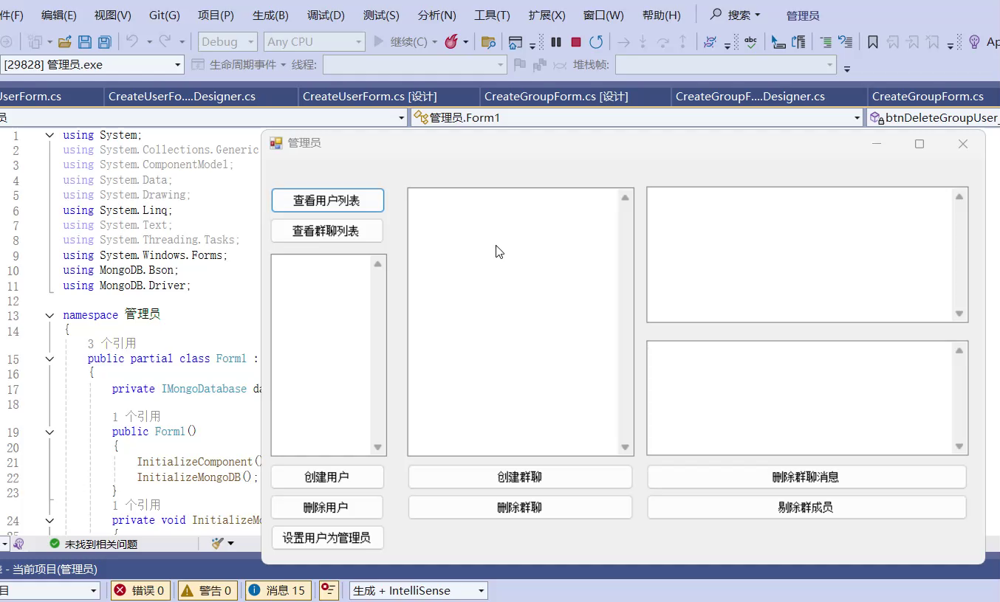 件(F) 编辑(E) 视图(V) Git(G) 项目(P) 生成(B) 调试(D) 测试(S) 分析(N) 工具(T) 扩展(X) 窗口(W) 帮助(H) 搜索 管理员
Debug Any CPU 继续(C) Ap
[29828] 管理员.exe 生命周期事件 线程: 堆栈帧:
UserForm.cs CreateUserFo....Designer.cs CreateUserForm.cs [设计] CreateGroupForm.cs [设计] CreateGroupF....Designer.cs CreateGroupForm.cs
员 管理员.Form1 btnDeleteGroupUser_
1 using System;
2 using System.Collections.Generic
3 using System.ComponentModel;
4 using System.Data;
5 using System.Drawing;
6 using System.Linq;
7 using System.Text;
8 using System.Threading.Tasks;
9 using System.Windows.Forms;
10 using MongoDB.Bson;
11 using MongoDB.Driver;
12
13 namespace 管理员
14 {
3 个引用
15 public partial class Form1 :
16 {
17 private IMongoDatabase da
18
1 个引用
19 public Form1()
20 {
21 InitializeComponent()
22 InitializeMongoDB();
23 }
1 个引用
24 private void InitializeMo
25 {
管理员
查看用户列表
查看群聊列表
创建用户 创建群聊 删除群聊消息
删除用户 删除群聊 剔除群成员
设置用户为管理员
未找到相关问题
- 当前项目(管理员)
目 错误 0 警告 0 消息 15 生成 + IntelliSense